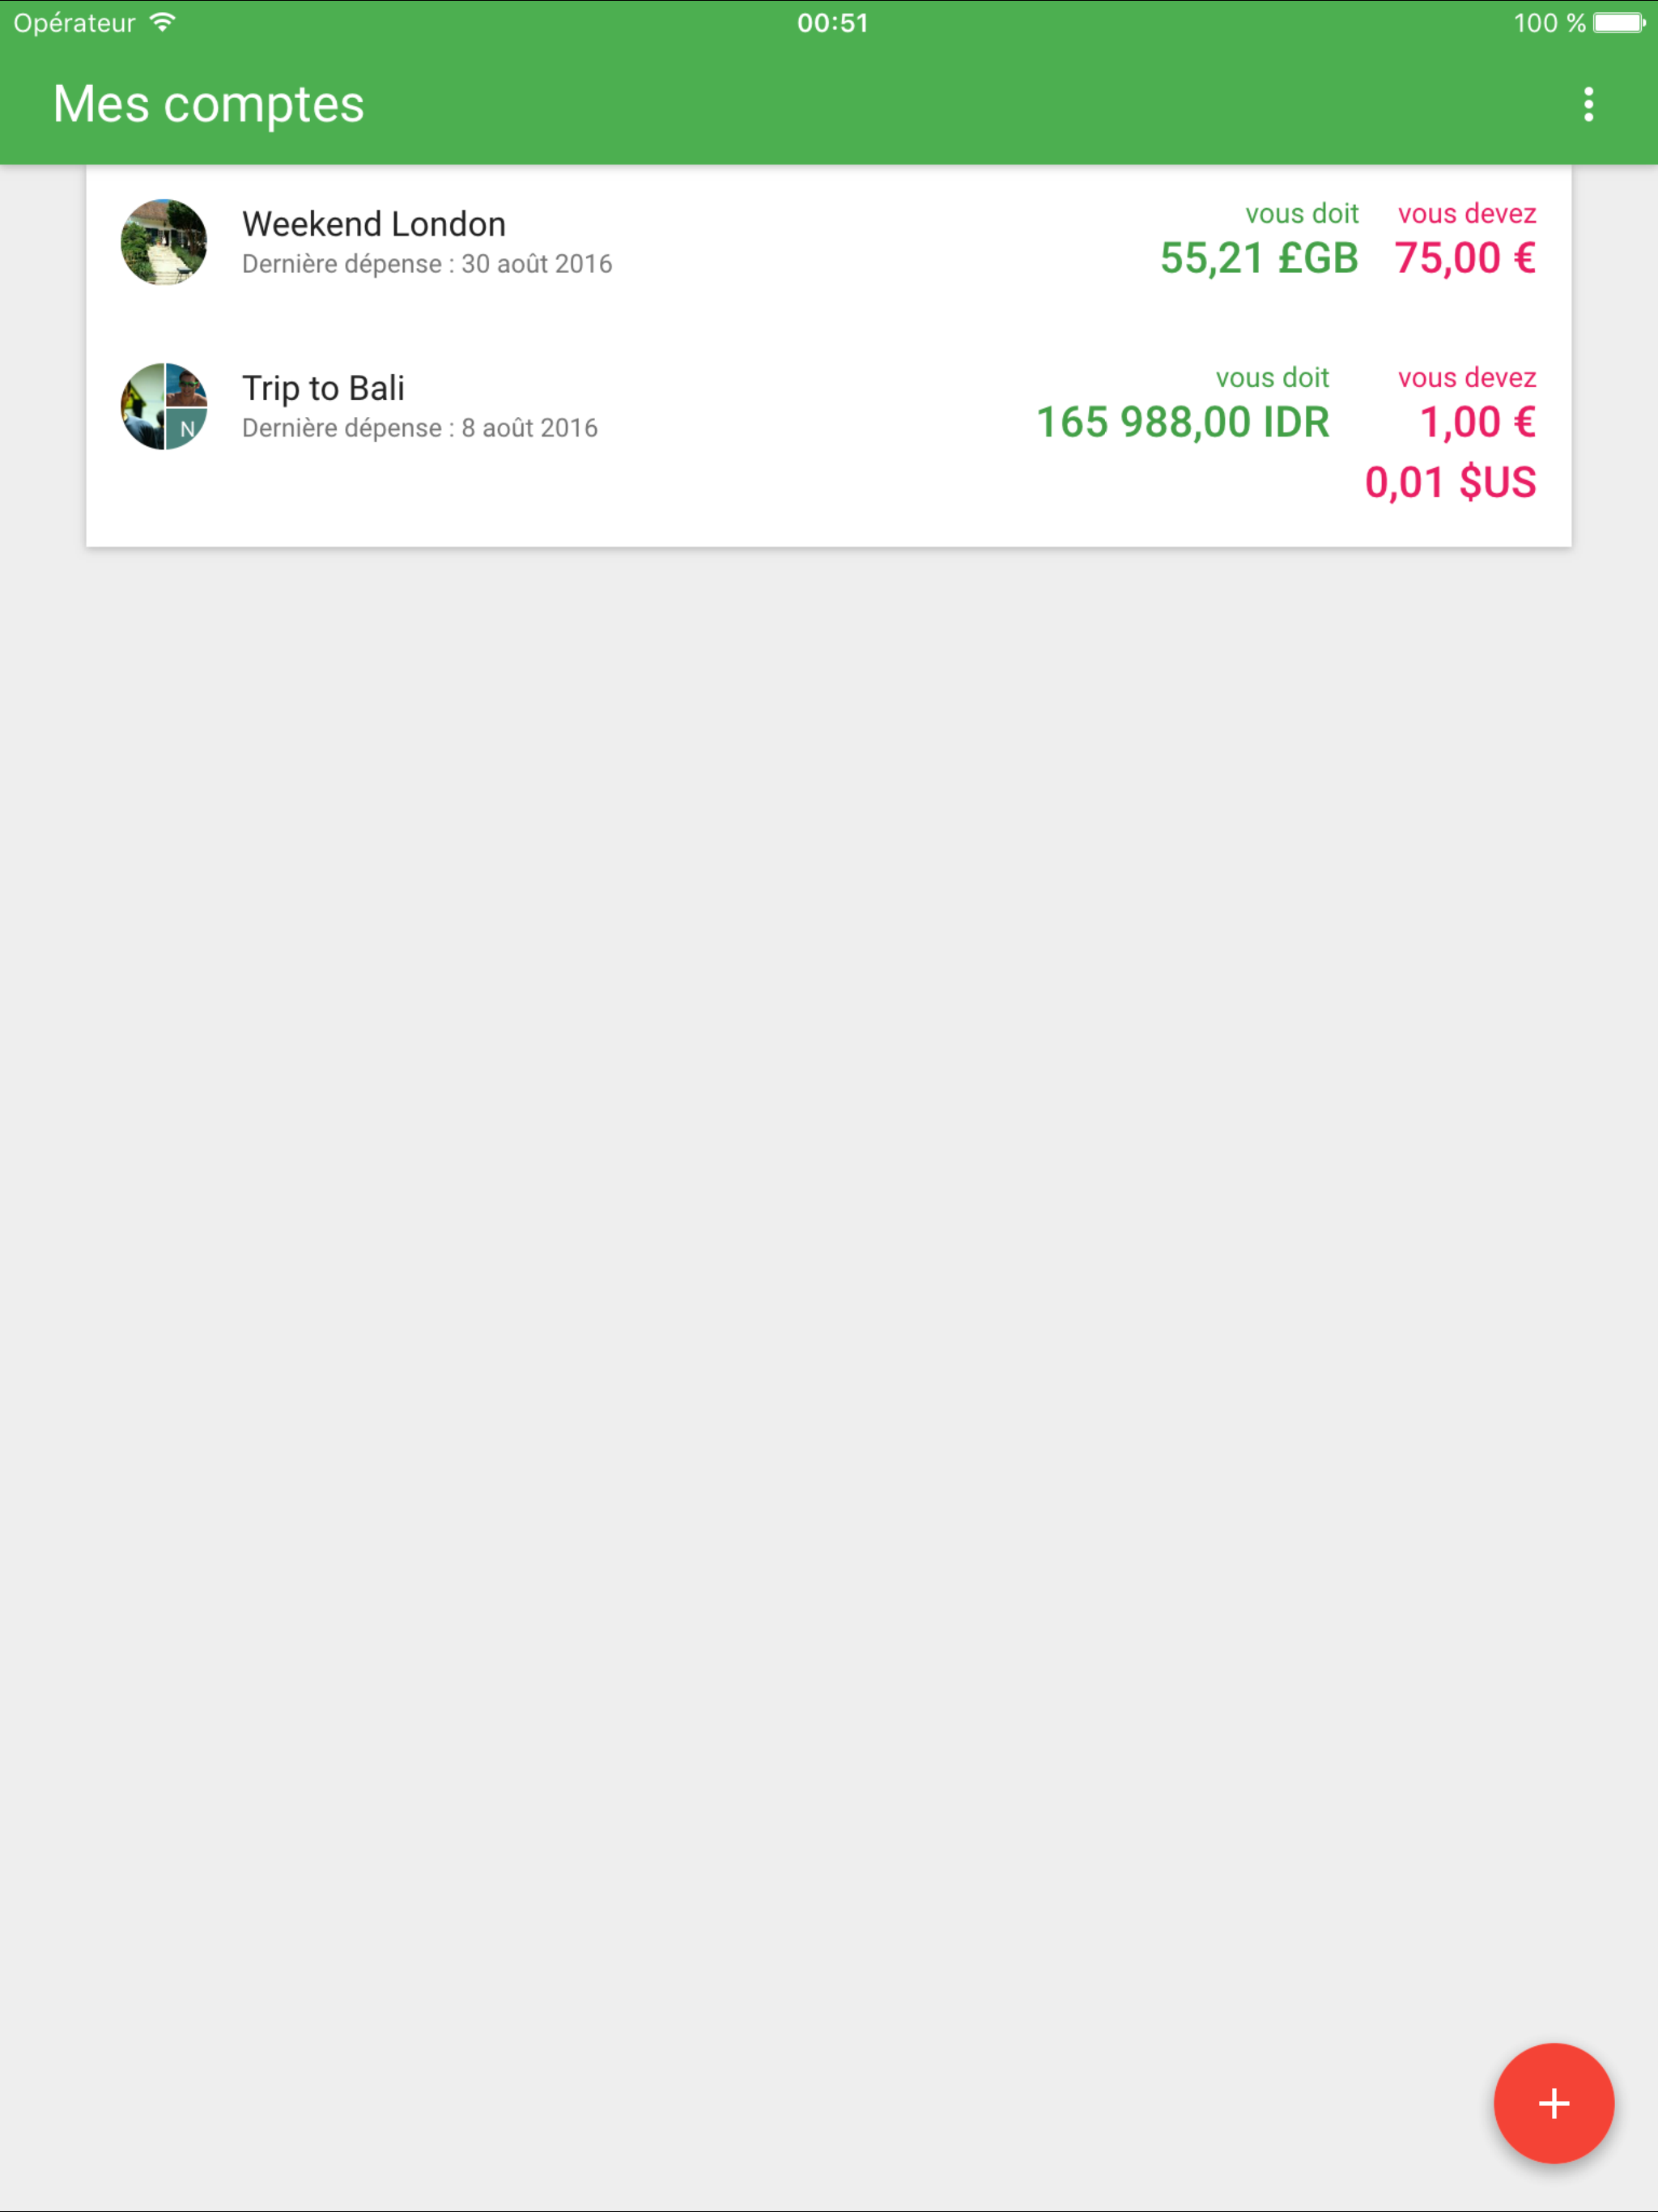 Opérateur 00:51 100 %
Mes comptes
Weekend London
Dernière dépense : 30 août 2016
vous doit vous devez
55,21 £GB 75,00 €
Trip to Bali
Dernière dépense : 8 août 2016
N
vous doit vous devez
165 988,00 IDR 1,00 €
0,01 $US